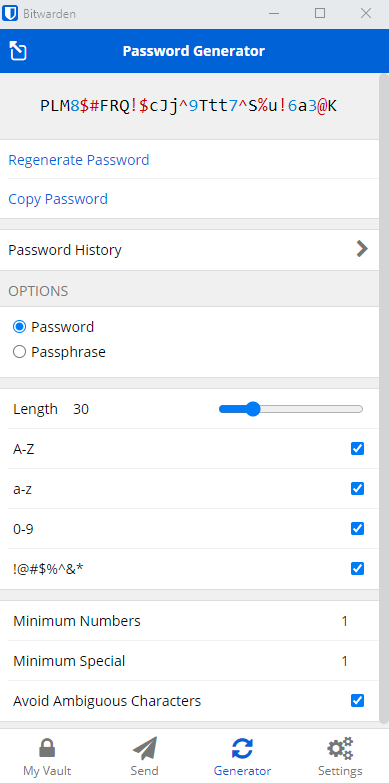 Bitwarden
Password Generator
PLM8$#FRQ!$cJj^9Ttt7^S%u!6a3@K
Regenerate Password
Copy Password
Password History
OPTIONS
Password
Passphrase
Length 30
A-Z
a-z
0-9
!@#$%^&*
Minimum Numbers 1
Minimum Special 1
Avoid Ambiguous Characters
My Vault Send Generator Settings